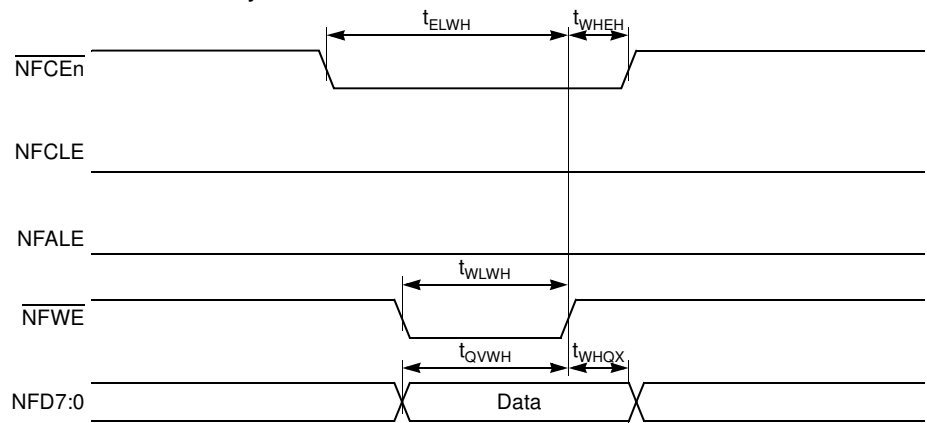 tELWH tWHEH
NFCEn
NFCLE
NFALE
tWLWH
NFWE
tQVWH tWHQX
NFD7:0 Data